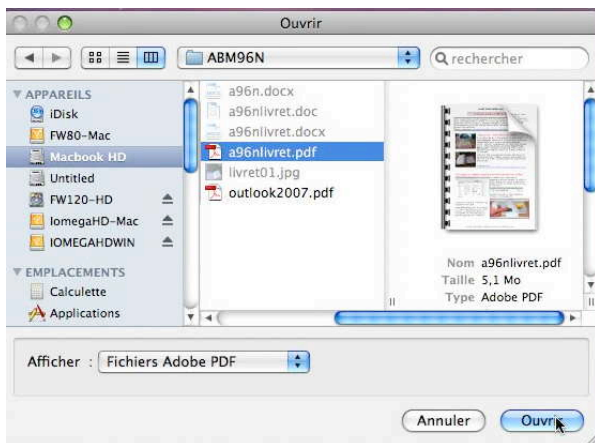 Ouvrir
ABM96N
rechercher
APPAREILS
iDisk
FW80-Mac
Macbook HD
Untitled
FW120-HD
IomegaHD-Mac
IOMEGAHDWIN
EMPLACEMENTS
Calculette
Applications
a96n.docx
a96nlivret.doc
a96nlivret.docx
a96nlivret.pdf
livret01.jpg
outlook2007.pdf
Nom a96nlivret.pdf
Taille 5,1 Mo
Type Adobe PDF
Afficher : Fichiers Adobe PDF
Annuler
Ouvrir